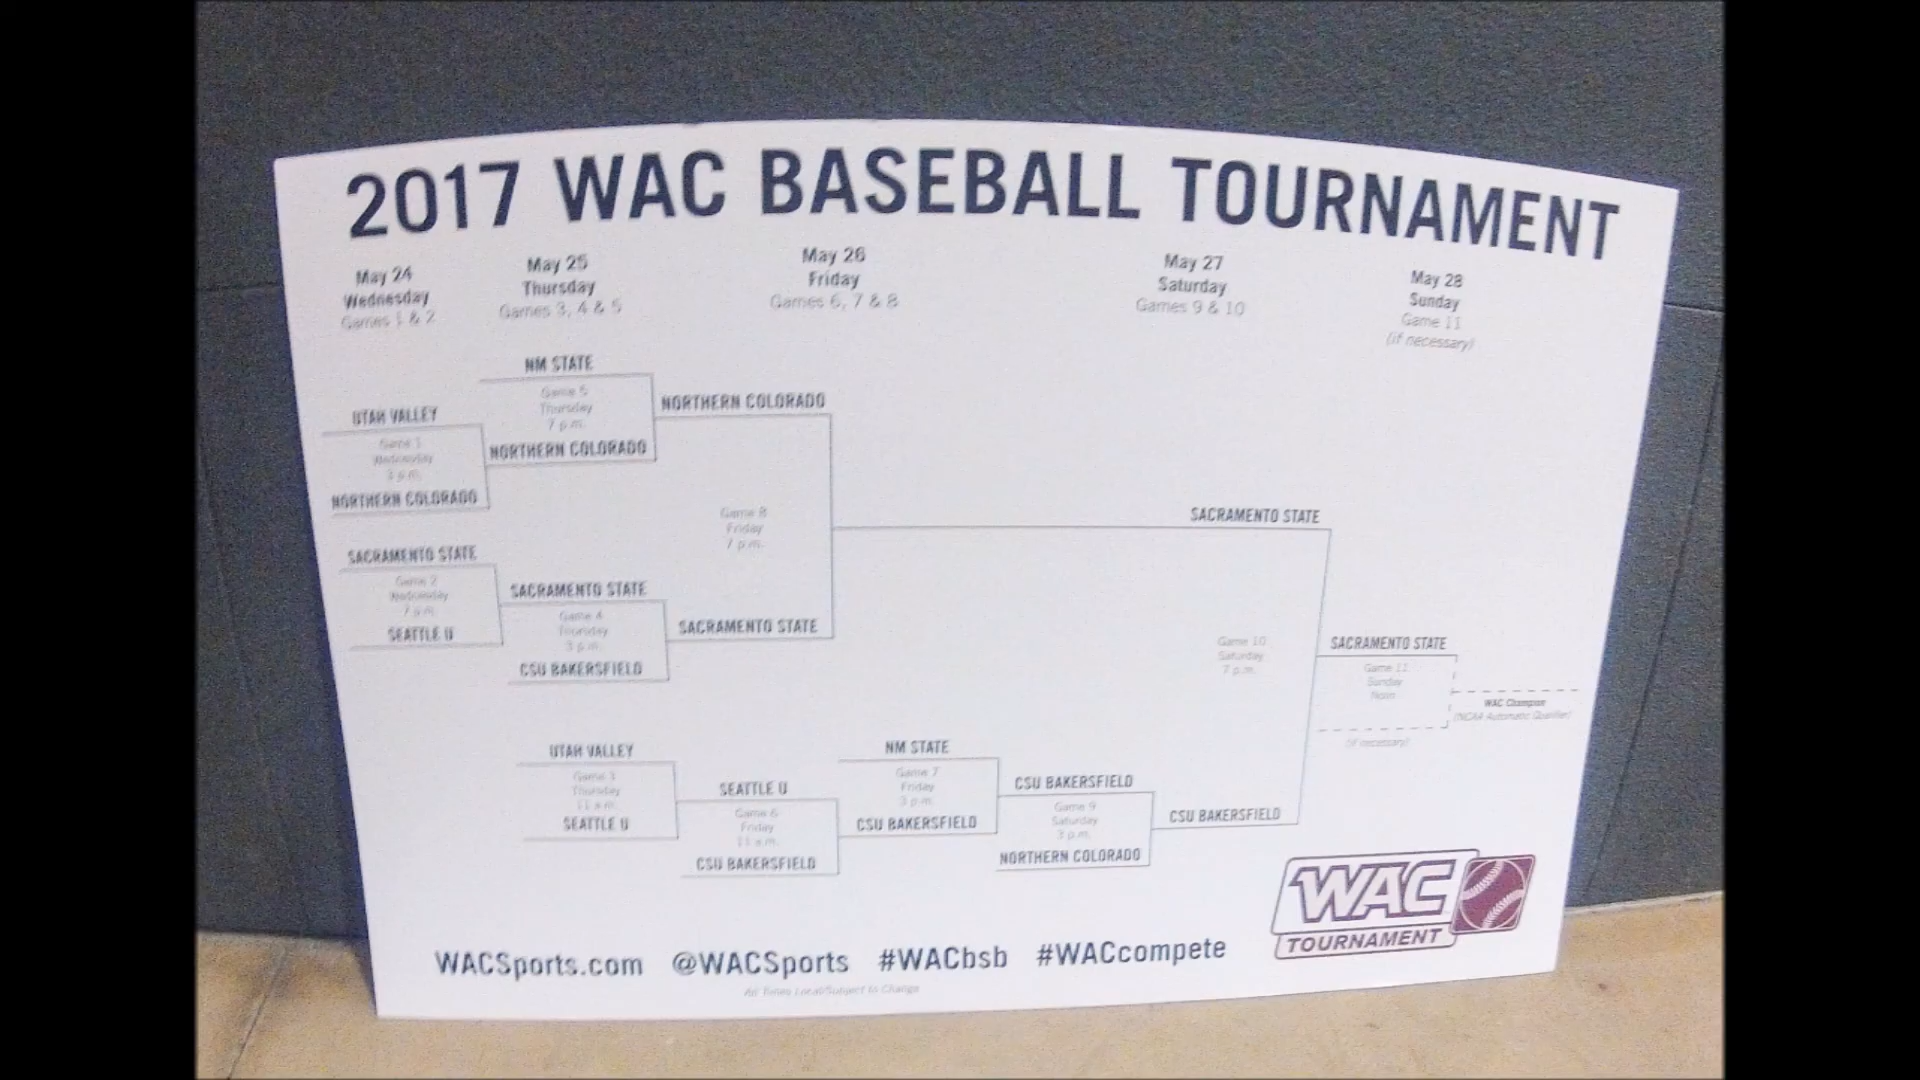 2017 WAC BASEBALL TOURNAMENT
May 24
Wednesday
Games 1 & 2
May 25
Thursday
Games 3, 4 & 5
May 26
Friday
Games 6, 7 & 8
May 27
Saturday
Games 9 & 10
May 28
Sunday
Game 11
(if necessary)
NM STATE
Game 5
Thursday
7 p.m.
NORTHERN COLORADO
NORTHERN COLORADO
UTAH VALLEY
Game 1
Wednesday
3 p.m.
NORTHERN COLORADO
Game 8
Friday
7 p.m.
SACRAMENTO STATE
SACRAMENTO STATE
Game 2
Wednesday
7 p.m.
SEATTLE U
SACRAMENTO STATE
Game 4
Thursday
3 p.m.
CSU BAKERSFIELD
SACRAMENTO STATE
Game 10
Saturday
7 p.m.
SACRAMENTO STATE
Game 11
Sunday
Noon
(if necessary)
WAC Champion
(NCAA Automatic Qualifier)
UTAH VALLEY
Game 3
Thursday
11 a.m.
SEATTLE U
SEATTLE U
Game 6
Friday
11 a.m.
CSU BAKERSFIELD
NM STATE
Game 7
Friday
3 p.m.
CSU BAKERSFIELD
CSU BAKERSFIELD
Game 9
Saturday
3 p.m.
NORTHERN COLORADO
CSU BAKERSFIELD
WAC
TOURNAMENT
WACSports.com @WACSports #WACbsb #WACcompete
All Times Local/Subject to Change